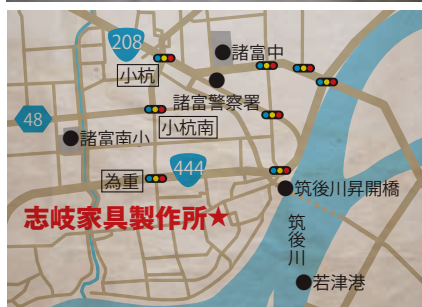 208
諸富中
小杭
諸富警察署
48
小杭南
諸富南小
為重
444
筑後川昇開橋
志岐家具製作所★
筑後川
若津港